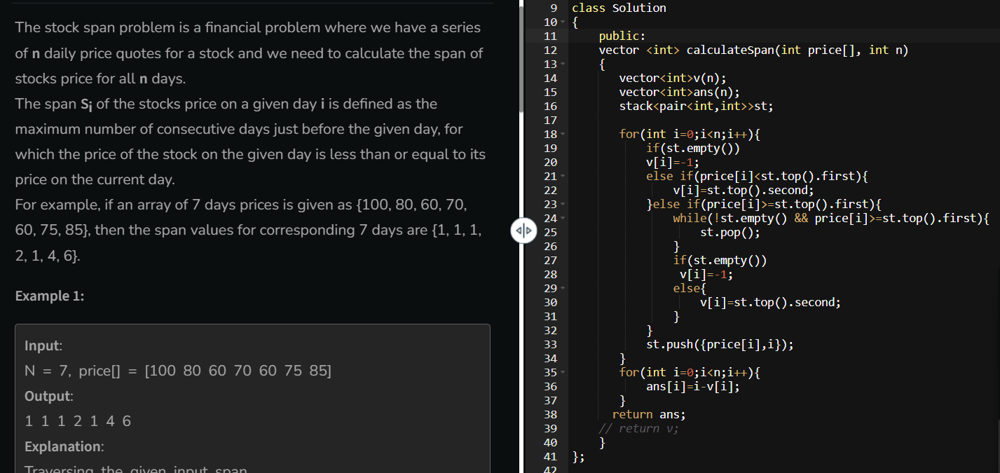 The stock span problem is a financial problem where we have a series
of n daily price quotes for a stock and we need to calculate the span of
stocks price for all n days.
The span Si of the stocks price on a given day i is defined as the
maximum number of consecutive days just before the given day, for
which the price of the stock on the given day is less than or equal to its
price on the current day.
For example, if an array of 7 days prices is given as {100, 80, 60, 70,
60, 75, 85}, then the span values for corresponding 7 days are {1, 1, 1,
2, 1, 4, 6}.
Example 1:
Input:
N = 7, price[] = [100 80 60 70 60 75 85]
Output:
1 1 1 2 1 4 6
Explanation:
Traversing the given input span
9 class Solution
10 {
11     public:
12     vector <int> calculateSpan(int price[], int n)
13     {
14        vector<int>v(n);
15        vector<int>ans(n);
16        stack<pair<int,int>>st;
17
18        for(int i=0;i<n;i++){
19            if(st.empty())
20            v[i]=-1;
21            else if(price[i]<st.top().first){
22                v[i]=st.top().second;
23            }else if(price[i]>=st.top().first){
24                while(!st.empty() && price[i]>=st.top().first){
25                    st.pop();
26                }
27                if(st.empty())
28                 v[i]=-1;
29                else{
30                    v[i]=st.top().second;
31                }
32            }
33            st.push({price[i],i});
34        }
35        for(int i=0;i<n;i++){
36            ans[i]=i-v[i];
37        }
38       return ans;
39     // return v;
40     }
41 };
42